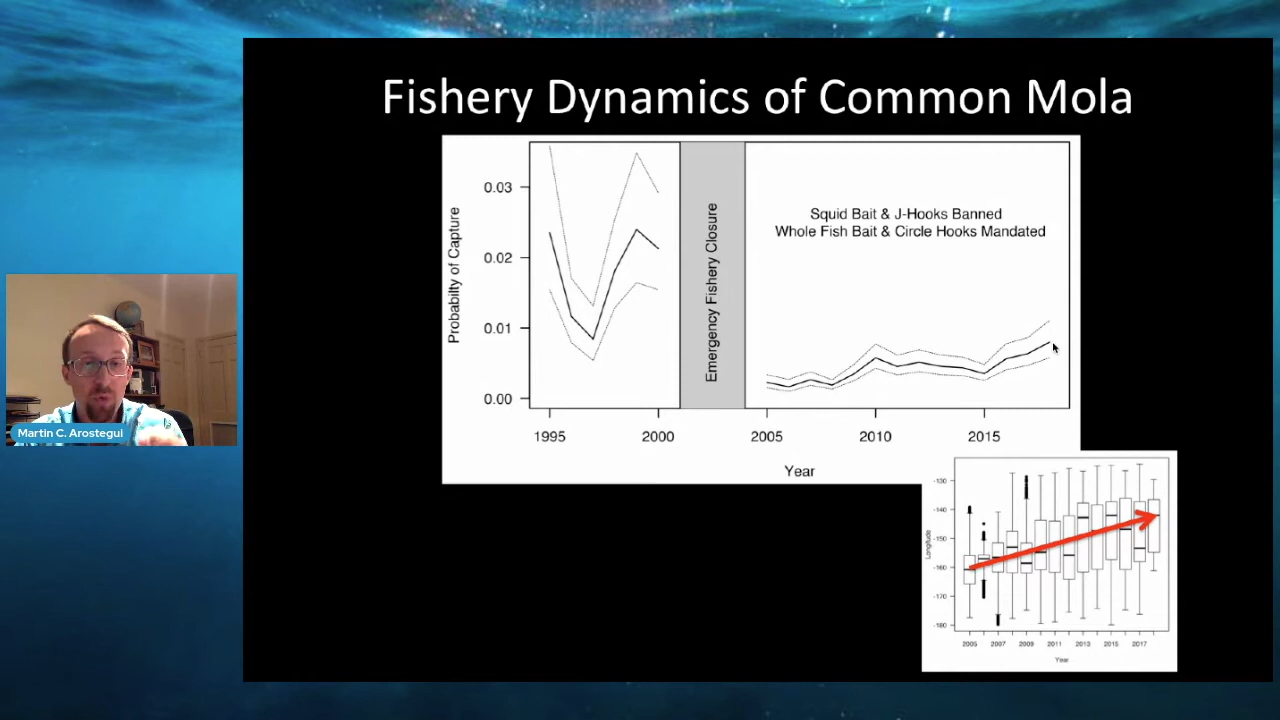 Fishery Dynamics of Common Mola
Probabilty of Capture
0.03
0.02
0.01
0.00
Emergency Fishery Closure
Squid Bait & J-Hooks Banned
Whole Fish Bait & Circle Hooks Mandated
1995
2000
2005
2010
2015
Year
Martin C. Arostegui
Longitude
-130
-140
-150
-160
-170
-180
2005
2007
2009
2011
2013
2015
2017
Year